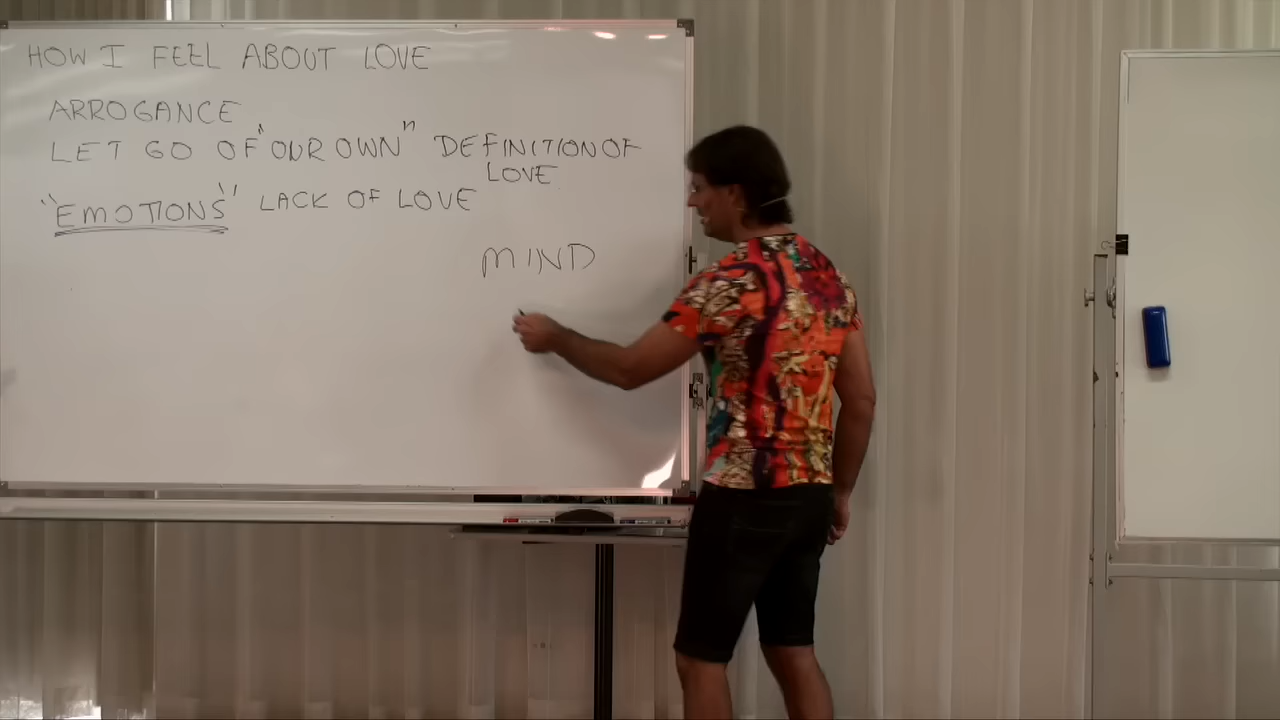 HOW I FEEL ABOUT LOVE
ARROGANCE
LET GO OF "OUR OWN" DEFINITION OF
LOVE
"EMOTIONS" LACK OF LOVE
MIND